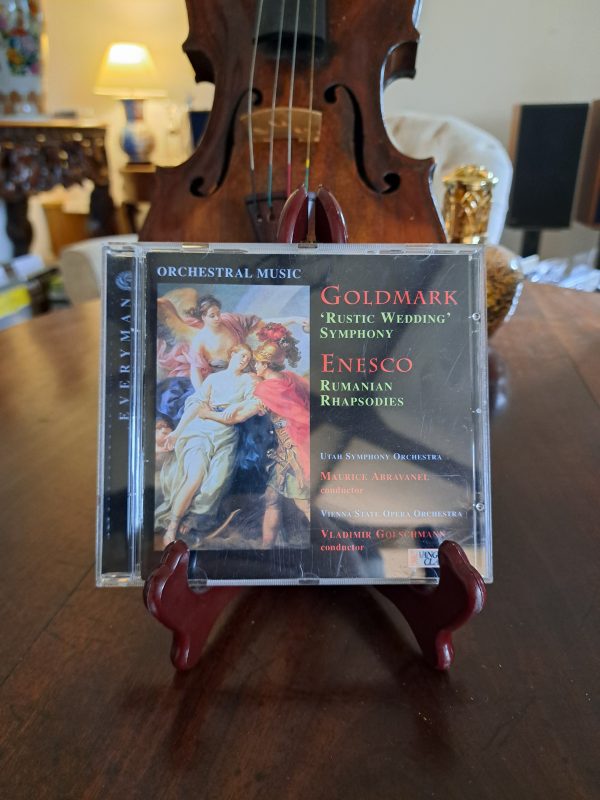 ORCHESTRAL MUSIC
EVERYMAN
GOLDMARK
'RUSTIC WEDDING'
SYMPHONY
ENESCO
RUMANIAN
RHAPSODIES
UTAH SYMPHONY ORCHESTRA
MAURICE ABRAVANEL
conductor
VIENNA STATE OPERA ORCHESTRA
VLADIMIR GOLSCHMANN
conductor